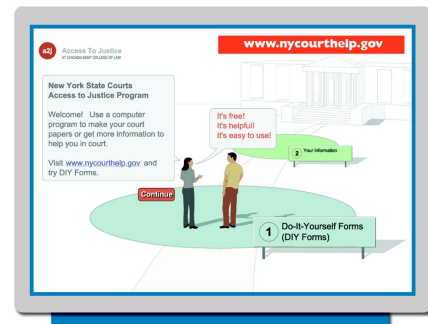 www.nycourthelp.gov
a2j
Access To Justice
AT CHICAGO-KENT COLLEGE OF LAW
New York State Courts
Access to Justice Program
Welcome! Use a computer
program to make your court
papers or get more information to
help you in court.
Visit www.nycourthelp.gov and
try DIY Forms.
It's free!
It's helpful!
It's easy to use!
Continue
2 Your Information
1 Do-It-Yourself Forms
(DIY Forms)